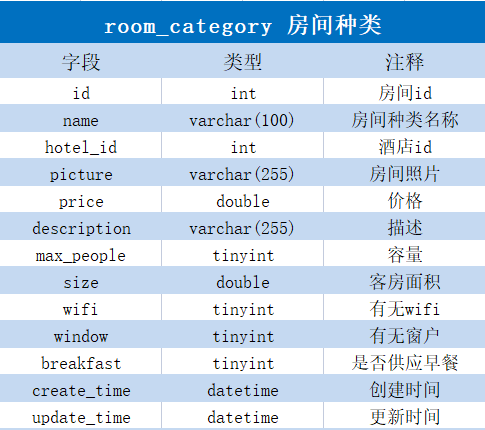 room_category 房间种类
字段 类型 注释
id int 房间id
name varchar(100) 房间种类名称
hotel_id int 酒店id
picture varchar(255) 房间照片
price double 价格
description varchar(255) 描述
max_people tinyint 容量
size double 客房面积
wifi tinyint 有无wifi
window tinyint 有无窗户
breakfast tinyint 是否供应早餐
create_time datetime 创建时间
update_time datetime 更新时间